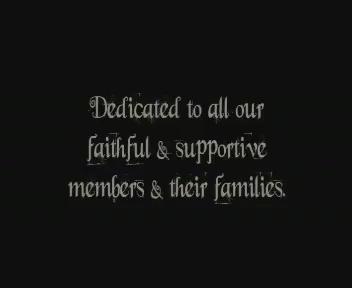 Dedicated to all our
faithful & supportive
members & their families.